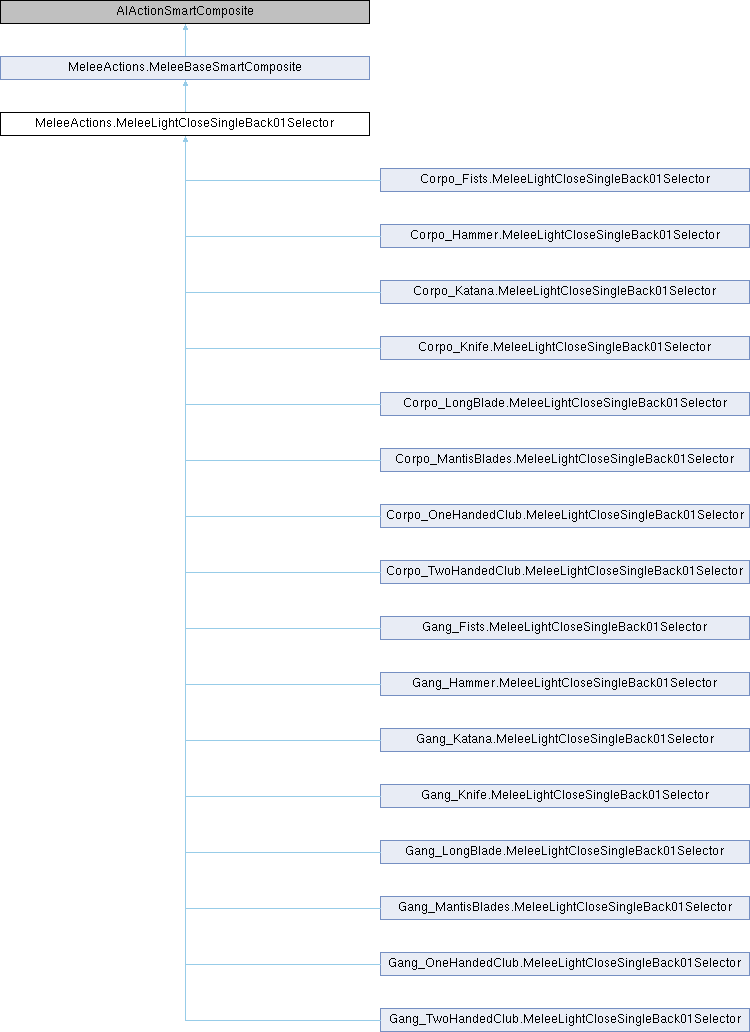 AIActionSmartComposite
MeleeActions.MeleeBaseSmartComposite
MeleeActions.MeleeLightCloseSingleBack01Selector
Corpo_Fists.MeleeLightCloseSingleBack01Selector
Corpo_Hammer.MeleeLightCloseSingleBack01Selector
Corpo_Katana.MeleeLightCloseSingleBack01Selector
Corpo_Knife.MeleeLightCloseSingleBack01Selector
Corpo_LongBlade.MeleeLightCloseSingleBack01Selector
Corpo_MantisBlades.MeleeLightCloseSingleBack01Selector
Corpo_OneHandedClub.MeleeLightCloseSingleBack01Selector
Corpo_TwoHandedClub.MeleeLightCloseSingleBack01Selector
Gang_Fists.MeleeLightCloseSingleBack01Selector
Gang_Hammer.MeleeLightCloseSingleBack01Selector
Gang_Katana.MeleeLightCloseSingleBack01Selector
Gang_Knife.MeleeLightCloseSingleBack01Selector
Gang_LongBlade.MeleeLightCloseSingleBack01Selector
Gang_MantisBlades.MeleeLightCloseSingleBack01Selector
Gang_OneHandedClub.MeleeLightCloseSingleBack01Selector
Gang_TwoHandedClub.MeleeLightCloseSingleBack01Selector